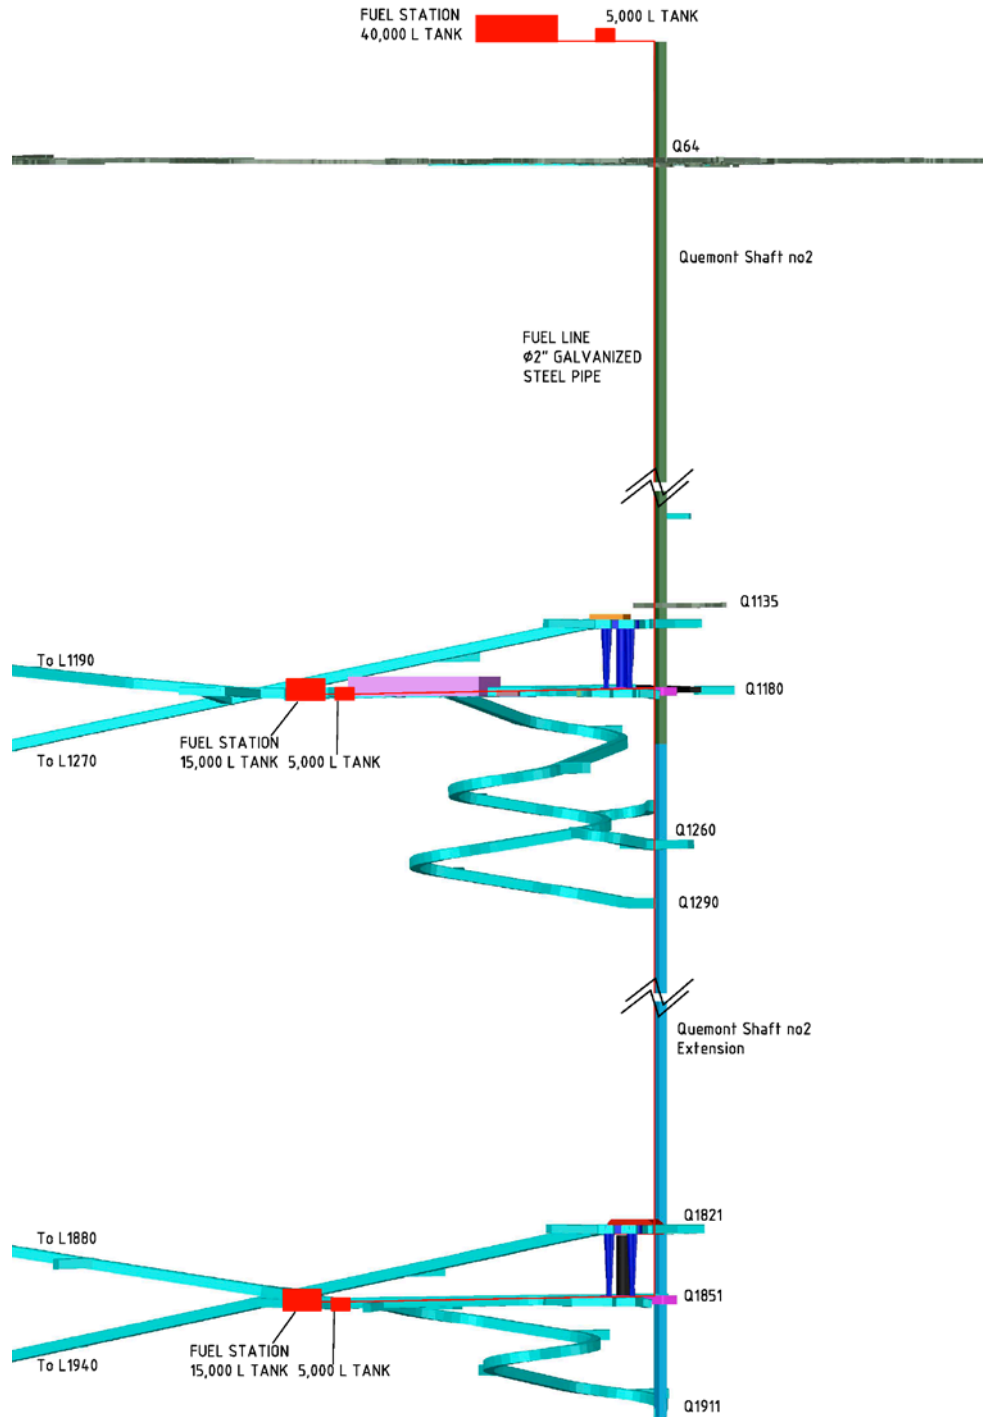 FUEL STATION
40,000 L TANK
5,000 L TANK
Q64
Quemont Shaft no2
FUEL LINE
Ø2" GALVANIZED
STEEL PIPE
Q1135
To L1190
Q1180
To L1270
FUEL STATION
15,000 L TANK
5,000 L TANK
Q1260
Q1290
Quemont Shaft no2
Extension
Q1821
To L1880
Q1851
FUEL STATION
15,000 L TANK
5,000 L TANK
To L1940
Q1911